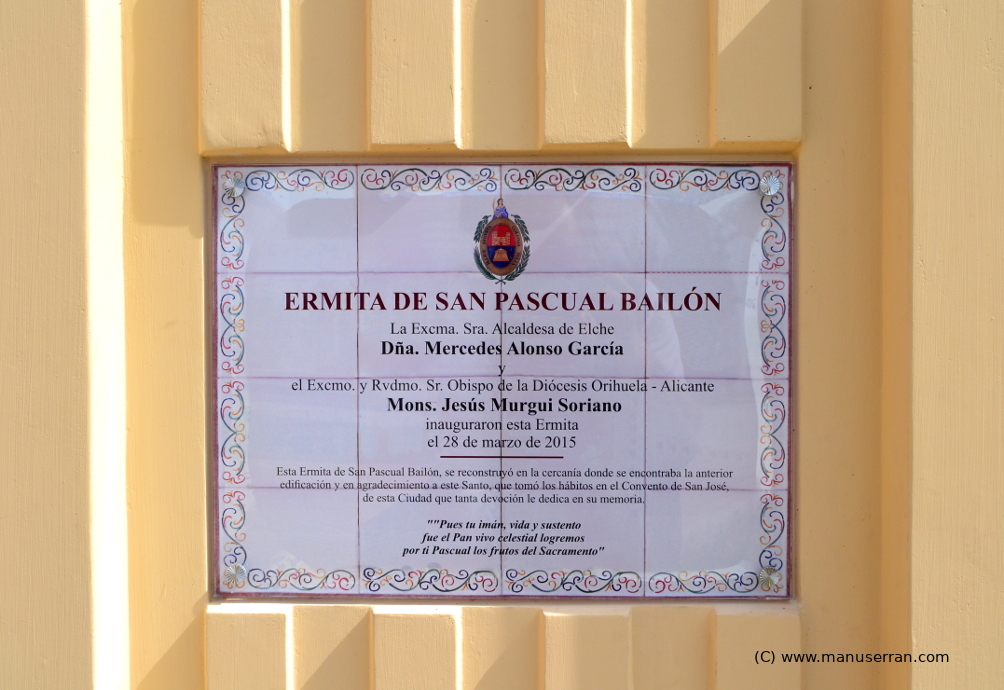 ERMITA DE SAN PASCUAL BAILÓN
La Excma. Sra. Alcaldesa de Elche
Dña. Mercedes Alonso García
y
el Excmo. y Rvdmo. Sr. Obispo de la Diócesis Orihuela - Alicante
Mons. Jesús Murgui Soriano
inauguraron esta Ermita
el 28 de marzo de 2015
Esta Ermita de San Pascual Bailón, se reconstruyó en la cercanía donde se encontraba la anterior
edificación y en agradecimiento a este Santo, que tomó los hábitos en el Convento de San José,
de esta Ciudad que tanta devoción le dedica en su memoria.
""Pues tu imán, vida y sustento
fue el Pan vivo celestial logremos
por ti Pascual los frutos del Sacramento"
(C) www.manuserran.com